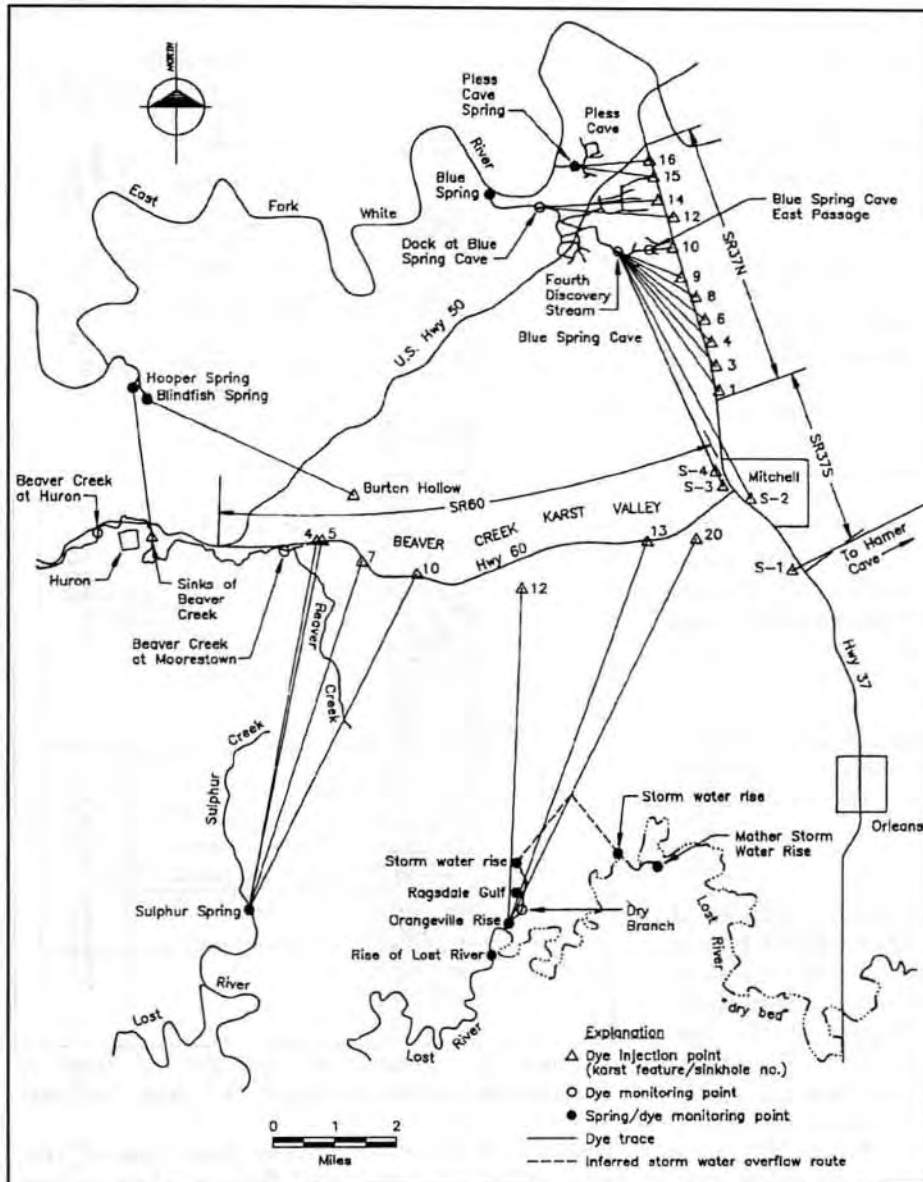 NORTH
Pless
Cave
Spring
Pless
Cave
River
16
15
Blue
Spring
14
12
Blue Spring Cave
East Passage
East
Fork
White
Dock at Blue
Spring Cave
10
SR37N
9
Fourth
Discovery
Stream
8
6
Blue Spring Cave
4
3
1
U.S. Hwy 50
Hooper Spring
Blindfish Spring
SR37S
Beaver Creek
at Huron
Burton Hollow
S-4
S-3
Mitchell
S-2
SR60
4
5
BEAVER CREEK KARST VALLEY
13
20
7
Hwy 60
10
To Hamer
Cave
S-1
Huron
Sinks of
Beaver
Creek
12
Beaver Creek
at Moorestown
Beaver
Creek
Hwy 37
Sulphur
Creek
Orleans
Storm water rise
Mather Storm
Water Rise
Storm water rise
Ragsdale Gulf
Sulphur Spring
Orangeville Rise
Dry
Branch
Rise of Lost River
Lost
River
"dry bed"
Lost
River
Lost
River
Explanation
Dye Injection point
(karst feature/sinkhole no.)
Dye monitoring point
Spring/dye monitoring point
Dye trace
Inferred storm water overflow route
0 1 2
Miles